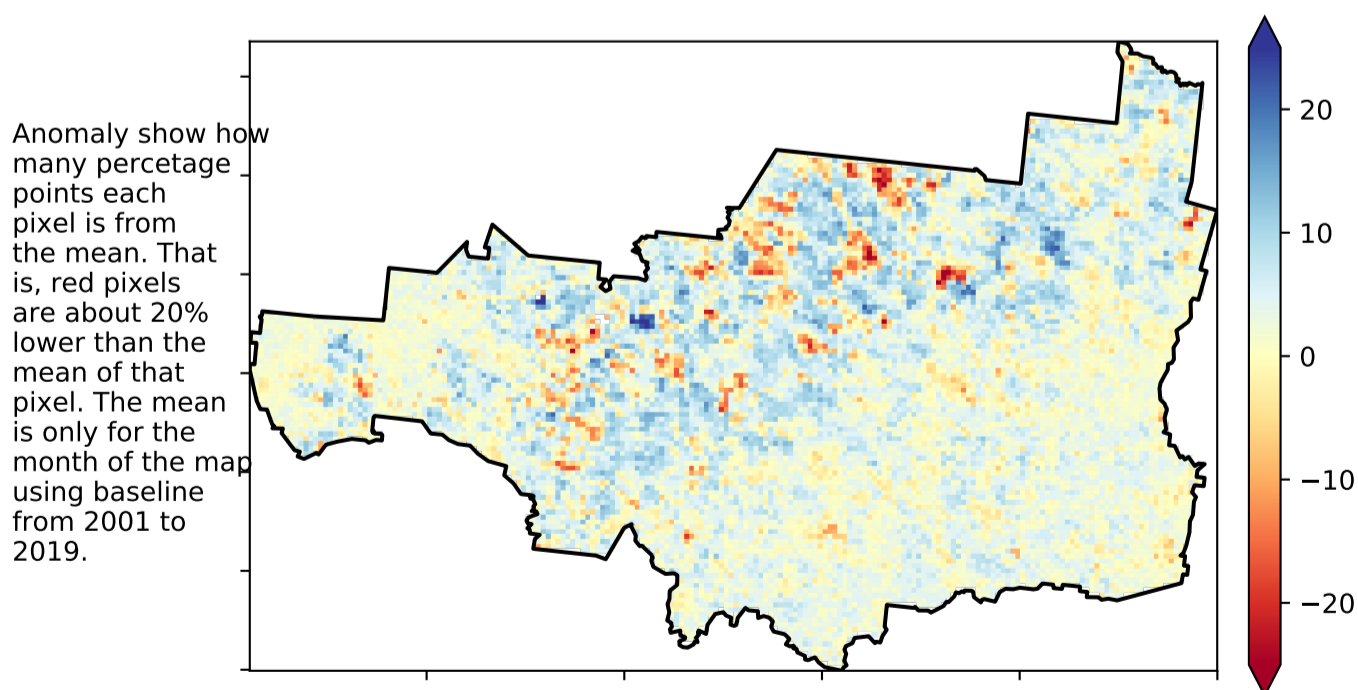 Anomaly show how
many percetage
points each
pixel is from
the mean. That
is, red pixels
are about 20%
lower than the
mean of that
pixel. The mean
is only for the
month of the map
using baseline
from 2001 to
2019.
20
10
0
−10
−20